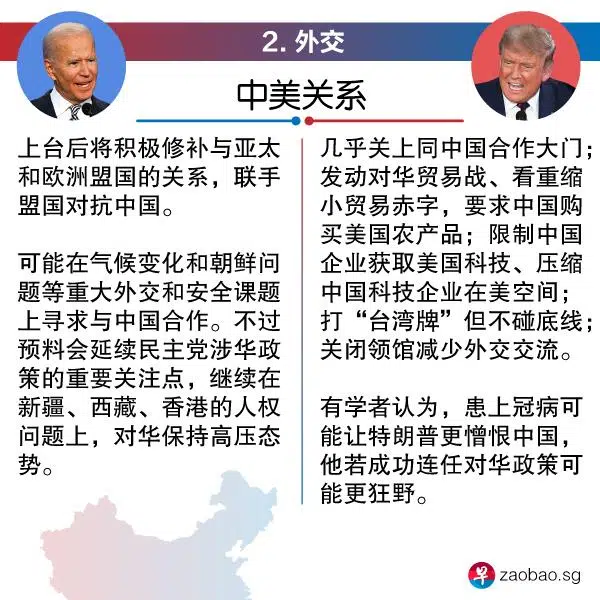 2. 外交
中美关系
上台后将积极修补与亚太
和欧洲盟国的关系，联手
盟国对抗中国。
可能在气候变化和朝鲜问
题等重大外交和安全课题
上寻求与中国合作。不过
预料会延续民主党涉华政
策的重要关注点，继续在
新疆、西藏、香港的人权
问题上，对华保持高压态
势。
几乎关上同中国合作大门；
发动对华贸易战、看重缩
小贸易赤字，要求中国购
买美国农产品；限制中国
企业获取美国科技、压缩
中国科技企业在美空间；
打“台湾牌”但不碰底线；
关闭领馆减少外交交流。
有学者认为，患上冠病可
能让特朗普更憎恨中国，
他若成功连任对华政策可
能更狂野。
早 zaobao.sg